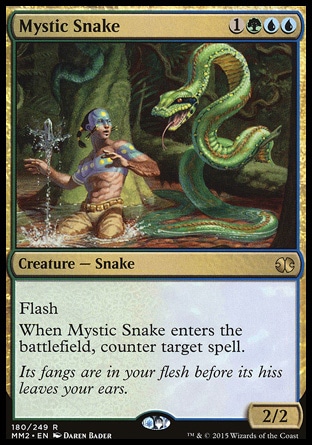 Mystic Snake 1
Creature — Snake
Flash
When Mystic Snake enters the
battlefield, counter target spell.
Its fangs are in your flesh before its hiss
leaves your ears.
2/2
180/249 R
MM2 • EN Daren Bader
™ & © 2015 Wizards of the Coast